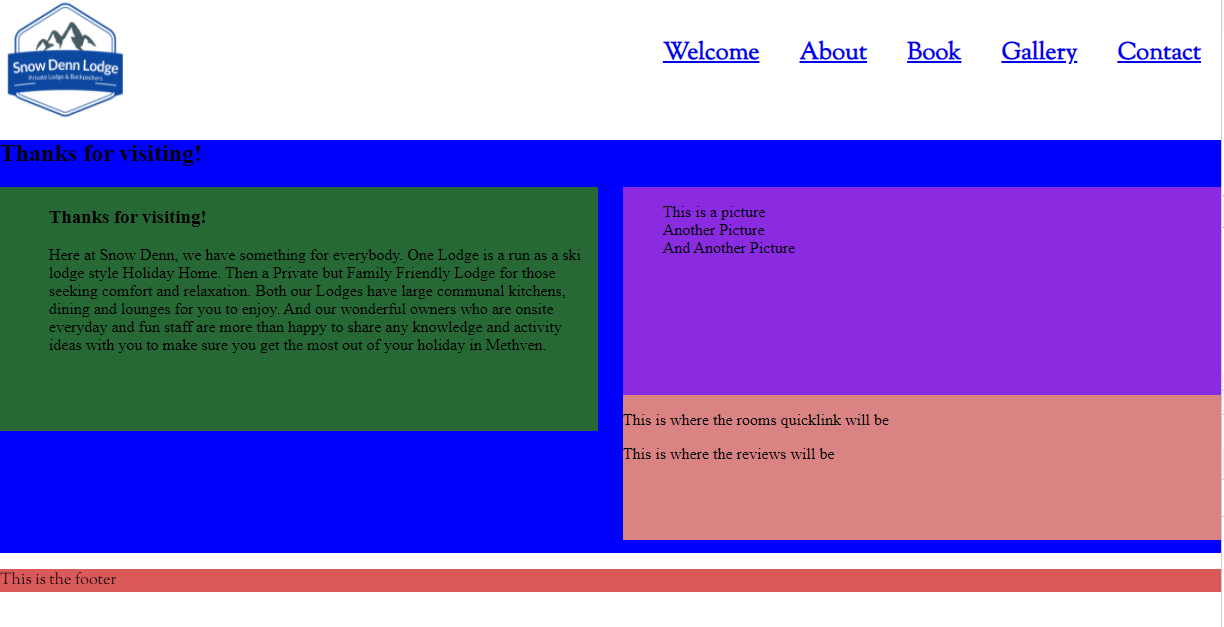 Snow Denn Lodge
Private Lodge & Backpackers
Welcome About Book Gallery Contact
Thanks for visiting!
Thanks for visiting!
Here at Snow Denn, we have something for everybody. One Lodge is a run as a ski
lodge style Holiday Home. Then a Private but Family Friendly Lodge for those
seeking comfort and relaxation. Both our Lodges have large communal kitchens,
dining and lounges for you to enjoy. And our wonderful owners who are onsite
everyday and fun staff are more than happy to share any knowledge and activity
ideas with you to make sure you get the most out of your holiday in Methven.
This is a picture
Another Picture
And Another Picture
This is where the rooms quicklink will be
This is where the reviews will be
This is the footer